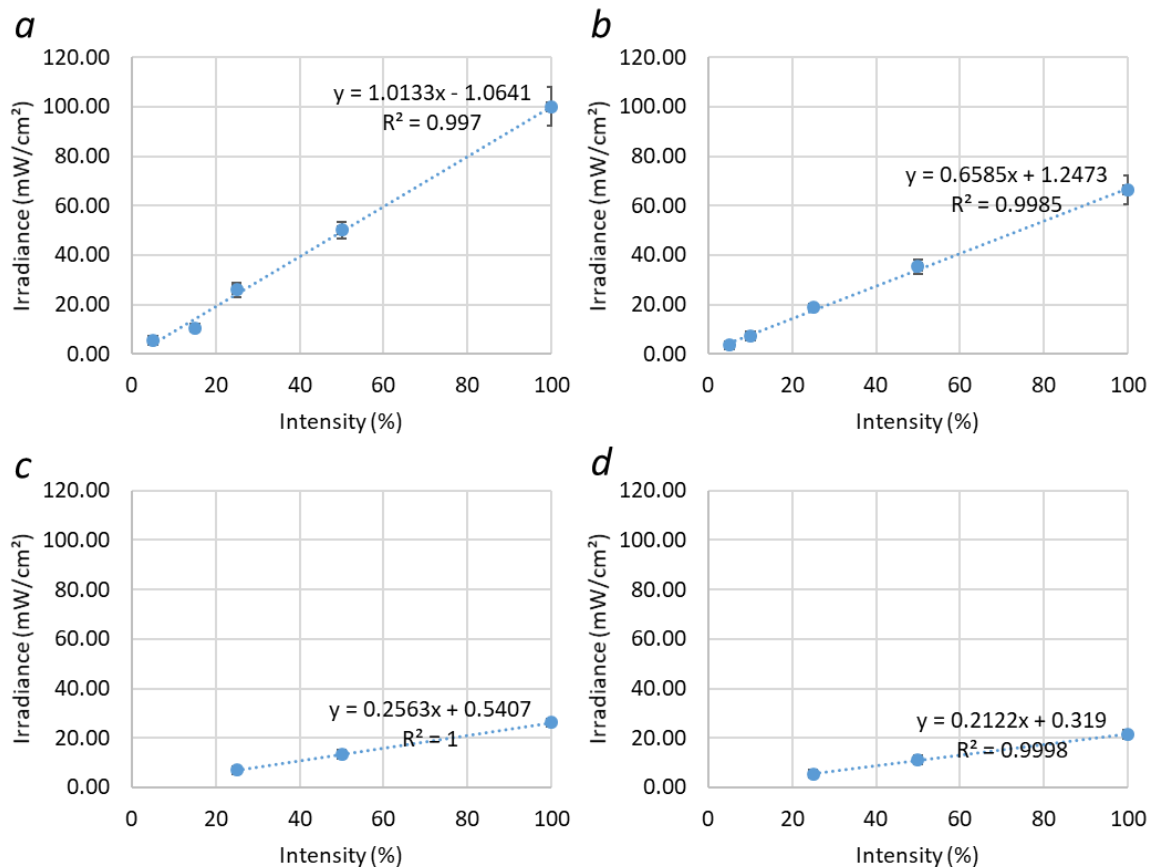 a
120.00
100.00
80.00
60.00
40.00
20.00
0.00
Irradiance (mW/cm²)
y = 1.0133x - 1.0641
R² = 0.997
0 20 40 60 80 100
Intensity (%)
b
120.00
100.00
80.00
60.00
40.00
20.00
0.00
Irradiance (mW/cm²)
y = 0.6585x + 1.2473
R² = 0.9985
0 20 40 60 80 100
Intensity (%)
c
120.00
100.00
80.00
60.00
40.00
20.00
0.00
Irradiance (mW/cm²)
y = 0.2563x + 0.5407
R² = 1
0 20 40 60 80 100
Intensity (%)
d
120.00
100.00
80.00
60.00
40.00
20.00
0.00
Irradiance (mW/cm²)
y = 0.2122x + 0.319
R² = 0.9998
0 20 40 60 80 100
Intensity (%)